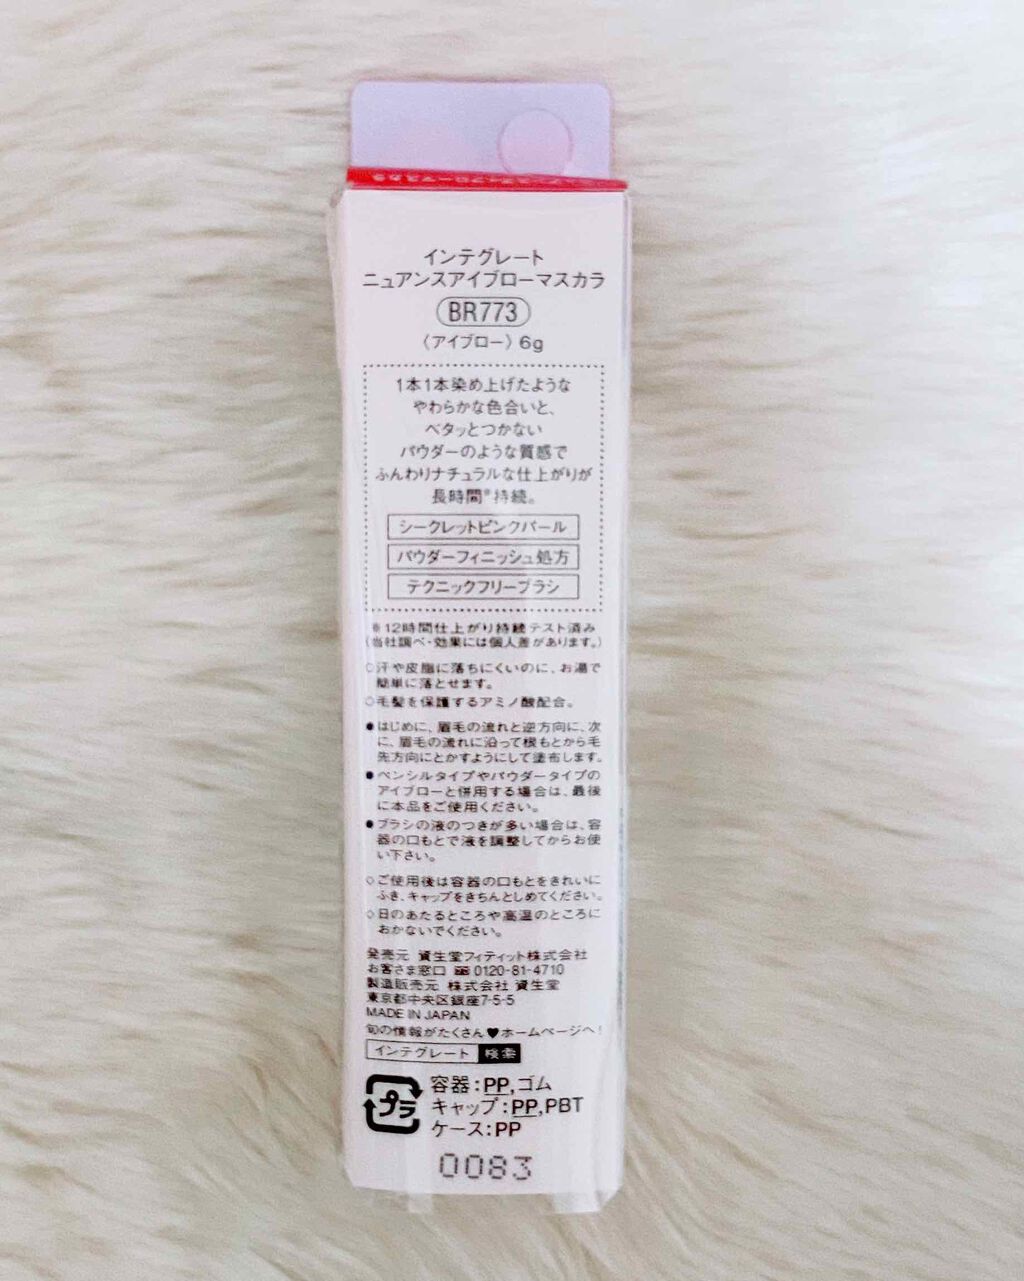 インテグレート
ニュアンスアイブローマスカラ
BR773
〈アイブロー〉6g
1本1本染め上げたような
やわらかな色合いと、
ベタッとつかない
パウダーのような質感で
ふんわりナチュラルな仕上がりが
長時間※持続。
シークレットピンクパール
パウダーフィニッシュ処方
テクニックフリーブラシ
※12時間仕上がり持続テスト済み
(当社調べ・効果には個人差があります。)
○汗や皮脂に落ちにくいのに、お湯で
簡単に落とせます。
○毛髪を保護するアミノ酸配合。
●はじめに、眉毛の流れと逆方向に、次
に、眉毛の流れに沿って根もとから毛
先方向にとかすようにして塗布します。
●ペンシルタイプやパウダータイプの
アイブローと併用する場合は、最後
に本品をご使用ください。
●ブラシの液のつきが多い場合は、容
器の口もとで液を調整してからお使
い下さい。
◇ご使用後は容器の口もとをきれいに
ふき、キャップをきちんとしめてください。
◇日のあたるところや高温のところに
おかないでください。
発売元 資生堂フィティット株式会社
お客さま窓口 0120-81-4710
製造販売元 株式会社 資生堂
東京都中央区銀座7-5-5
MADE IN JAPAN
旬の情報がたくさん♥ホームページへ!
インテグレート 検索
プラ
容器:PP,ゴム
キャップ:PP,PBT
ケース:PP
0083